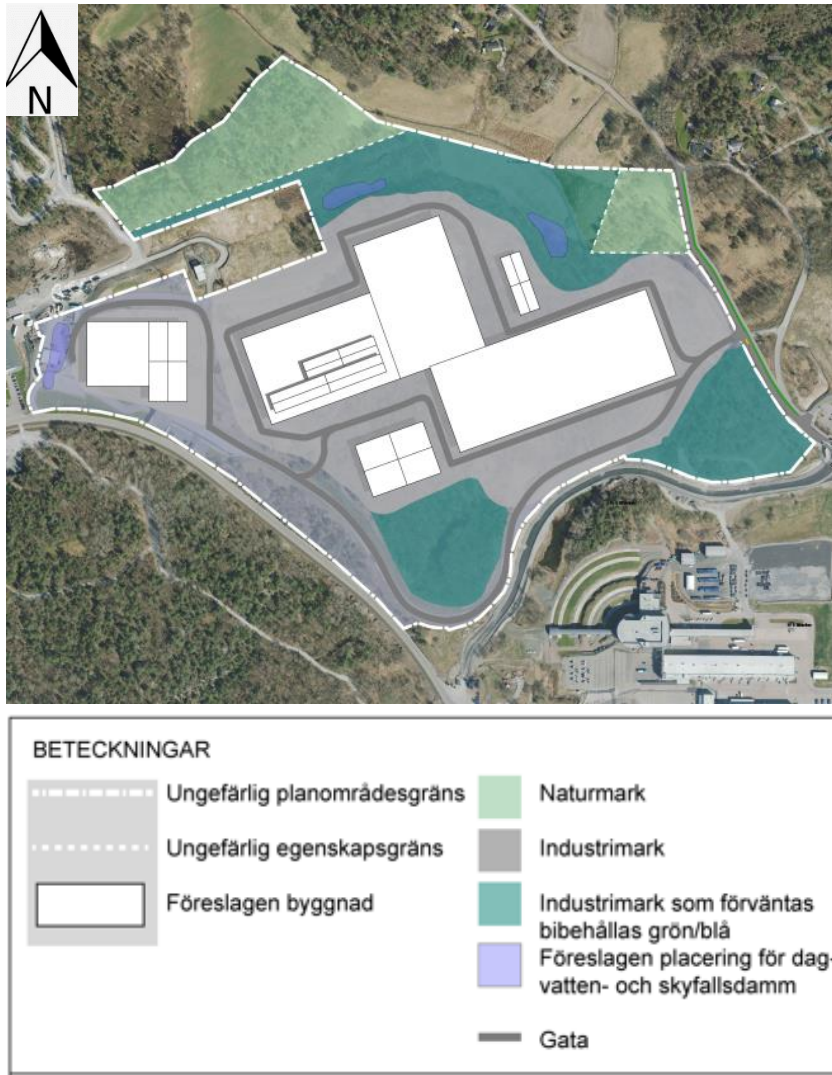 N
BETECKNINGAR
Ungefärlig planområdesgräns
Ungefärlig egenskapsgräns
Föreslagen byggnad
Naturmark
Industrimark
Industrimark som förväntas
bibehållas grön/blå
Föreslagen placering för dag-
vatten- och skyfallsdamm
Gata